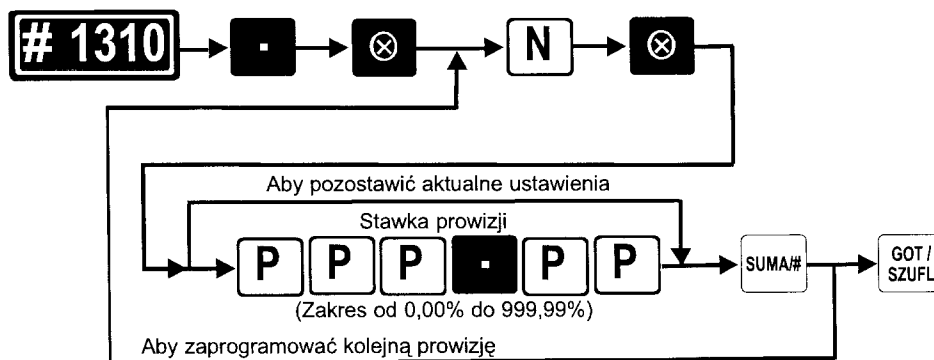 # 1310 . ⊗ N ⊗
Aby pozostawić aktualne ustawienia
Stawka prowizji
P P P . P P SUMA/# GOT /
SZUFL
(Zakres od 0,00% do 999,99%)
Aby zaprogramować kolejną prowizję